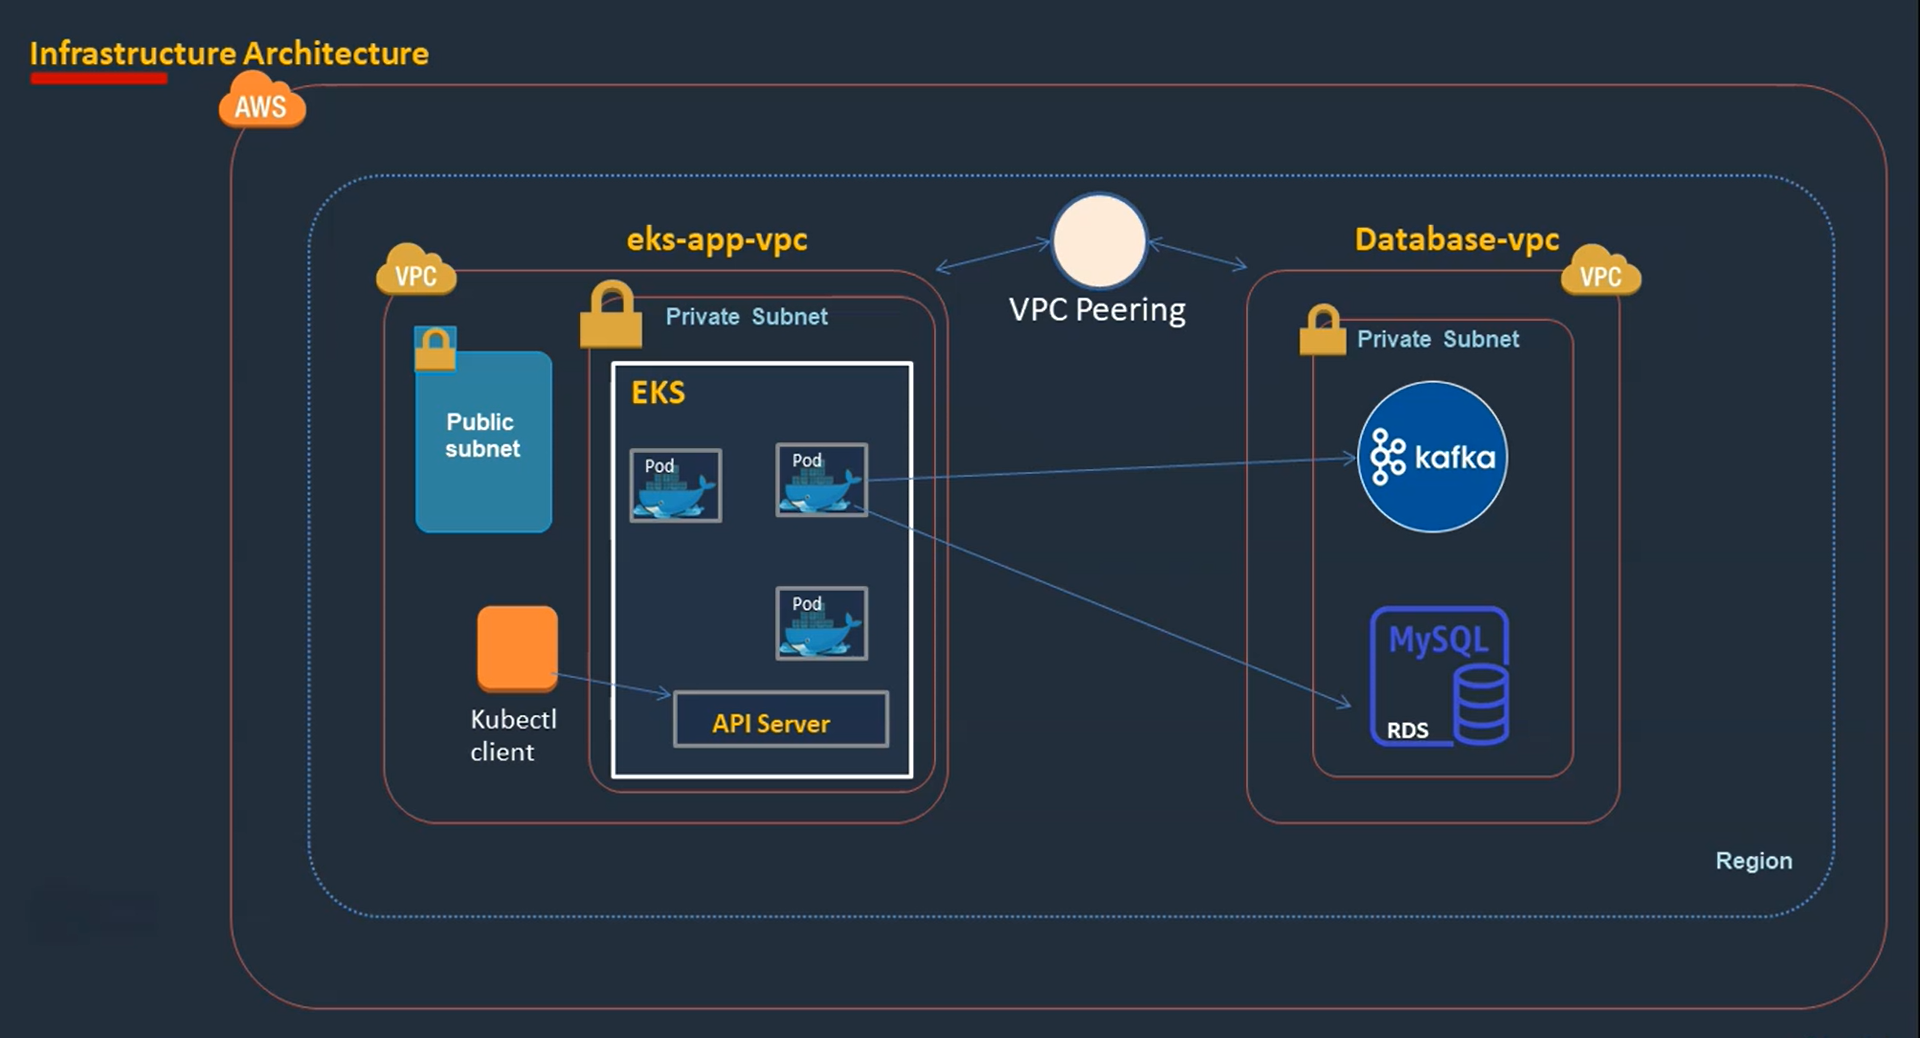 Infrastructure Architecture
AWS
eks-app-vpc
Database-vpc
VPC
VPC
VPC Peering
Private Subnet
Private Subnet
EKS
Public
subnet
Pod
Pod
kafka
Pod
MySQL
RDS
Kubectl
client
API Server
Region